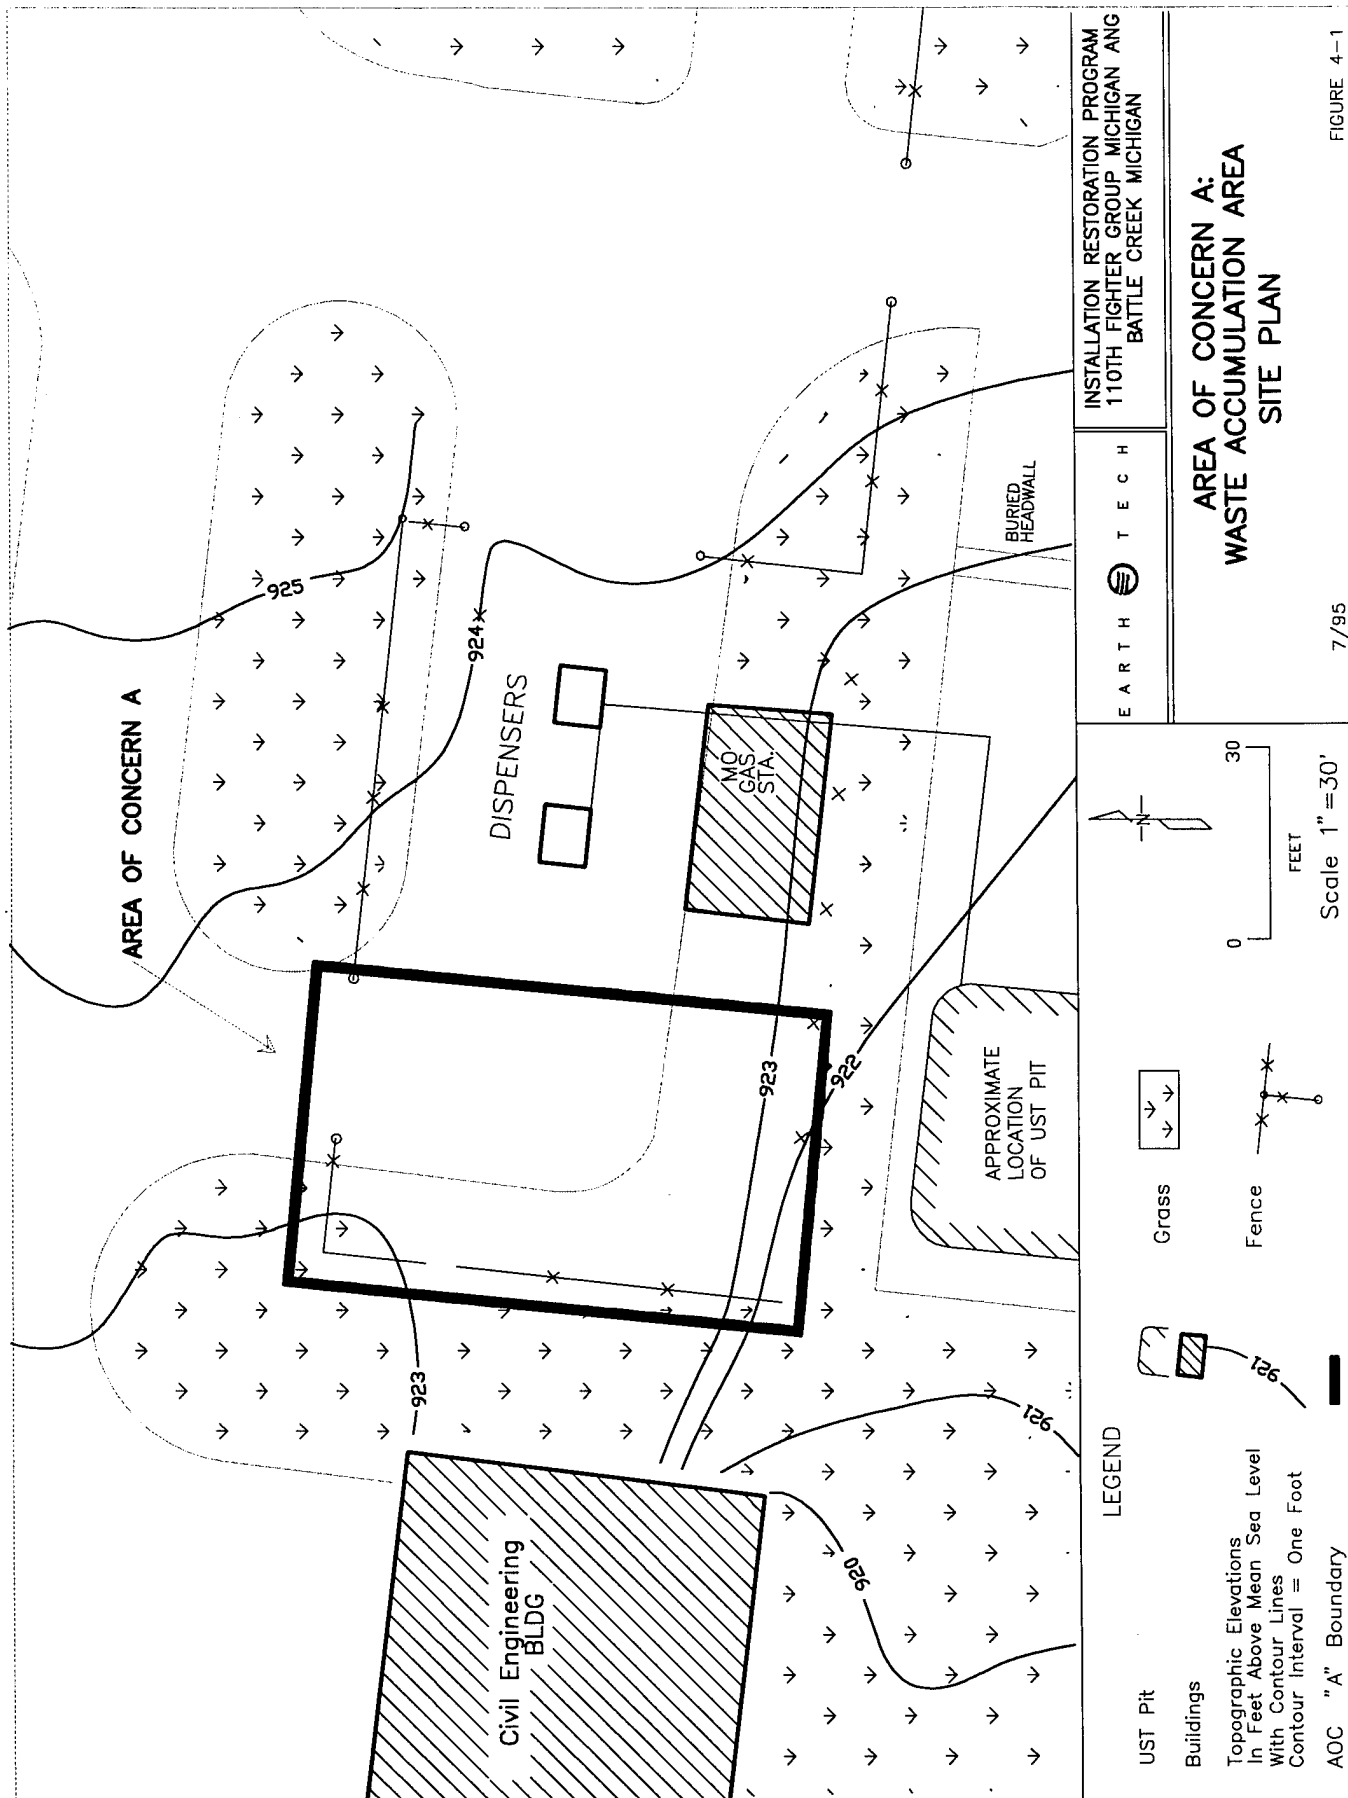 AREA OF CONCERN A
925
924
DISPENSERS
MO
GAS
STA.
BURIED
HEADWALL
923
922
923
APPROXIMATE
LOCATION
OF UST PIT
921
920
Civil Engineering
BLDG
LEGEND
UST Pit
Buildings
Topographic Elevations
In Feet Above Mean Sea Level
With Contour Lines
Contour Interval = One Foot
921
AOC "A" Boundary
Grass
Fence
N
0 30
FEET
Scale 1"=30'
EARTH TECH
INSTALLATION RESTORATION PROGRAM
110TH FIGHTER GROUP MICHIGAN ANG
BATTLE CREEK MICHIGAN
AREA OF CONCERN A:
WASTE ACCUMULATION AREA
SITE PLAN
7/95
FIGURE 4-1